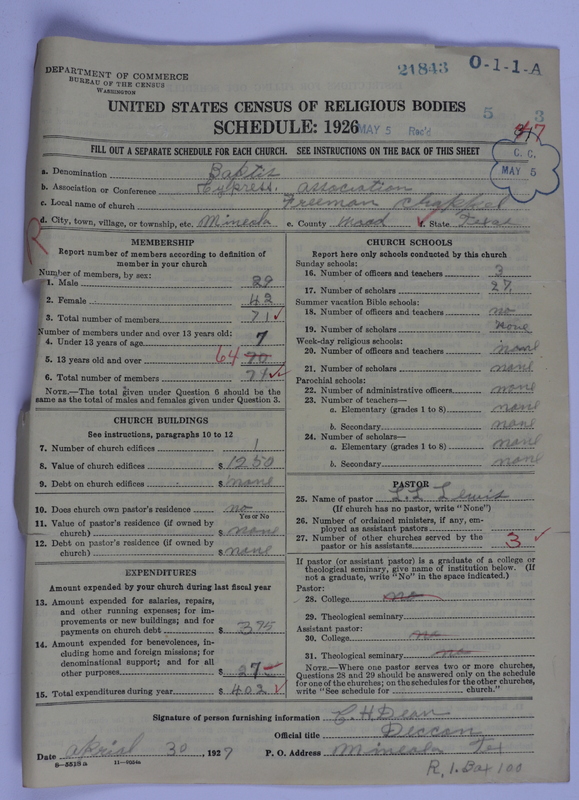 DEPARTMENT OF COMMERCE
BUREAU OF THE CENSUS
WASHINGTON
21843
O-1-1-A
UNITED STATES CENSUS OF RELIGIOUS BODIES
5 3
SCHEDULE: 1926
MAY 5 Rec'd
FILL OUT A SEPARATE SCHEDULE FOR EACH CHURCH. SEE INSTRUCTIONS ON THE BACK OF THIS SHEET
C. C.
MAY 5
a. Denomination Baptis
b. Association or Conference Cypress association
c. Local name of church Freeman Chappiel
d. City, town, village, or township, etc. Mineola e. County Wood f. State Texas
MEMBERSHIP
Report number of members according to definition of
member in your church
Number of members, by sex:
1. Male 29
2. Female 42
3. Total number of members 71
Number of members under and over 13 years old:
4. Under 13 years of age 7
5. 13 years old and over 64 70
6. Total number of members 71
NOTE.—The total given under Question 6 should be
same as the total of males and females given under Question 3.
CHURCH BUILDINGS
See instructions, paragraphs 10 to 12
7. Number of church edifices 1
8. Value of church edifices $ 1250
9. Debt on church edifices $ none
10. Does church own pastor's residence? no
Yes or No
11. Value of pastor's residence (if owned by
church) $ none
12. Debt on pastor's residence (if owned by
church) $ none
EXPENDITURES
Amount expended by your church during last fiscal year
13. Amount expended for salaries, repairs,
and other running expenses; for im-
provements or new buildings; and for
payments on church debt $ 375
14. Amount expended for benevolences, in-
cluding home and foreign missions; for
denominational support; and for all
other purposes $ 27
15. Total expenditures during year $ 402
CHURCH SCHOOLS
Report here only schools conducted by this church
Sunday schools:
16. Number of officers and teachers 3
17. Number of scholars 27
Summer vacation Bible schools:
18. Number of officers and teachers no
19. Number of scholars none
Week-day religious schools:
20. Number of officers and teachers none
21. Number of scholars none
Parochial schools:
22. Number of administrative officers none
23. Number of teachers—
a. Elementary (grades 1 to 8) none
b. Secondary none
24. Number of scholars—
a. Elementary (grades 1 to 8) none
b. Secondary none
PASTOR
25. Name of pastor L. L. Lewis
(If church has no pastor, write "None")
26. Number of ordained ministers, if any, em-
ployed as assistant pastors
27. Number of other churches served by the
pastor or his assistants 3
If pastor (or assistant pastor) is a graduate of a college or
theological seminary, give name of institution below. (If
not a graduate, write "No" in the space indicated.)
Pastor:
28. College no
29. Theological seminary
Assistant pastor:
30. College no
31. Theological seminary no
NOTE.—Where one pastor serves two or more churches,
Questions 28 and 29 should be answered only on the schedule
for one of the churches; on the schedules for the other churches,
write "See schedule for church."
Signature of person furnishing information C. H Dean
Official title Deccon
Date aprial 30, 1927 P. O. Address Mineola Tex
8—5518a 11—9024a
R, 1. Box 100